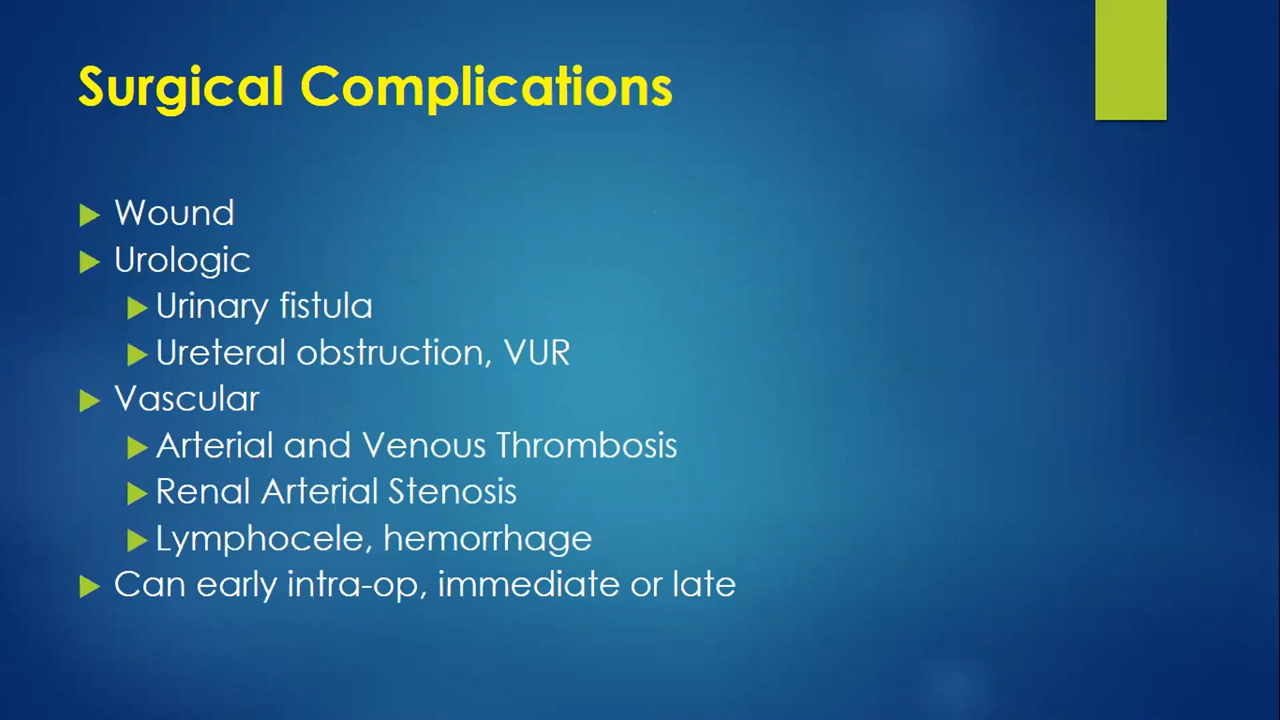 Surgical Complications
Wound
Urologic
Urinary fistula
Ureteral obstruction, VUR
Vascular
Arterial and Venous Thrombosis
Renal Arterial Stenosis
Lymphocele, hemorrhage
Can early intra-op, immediate or late